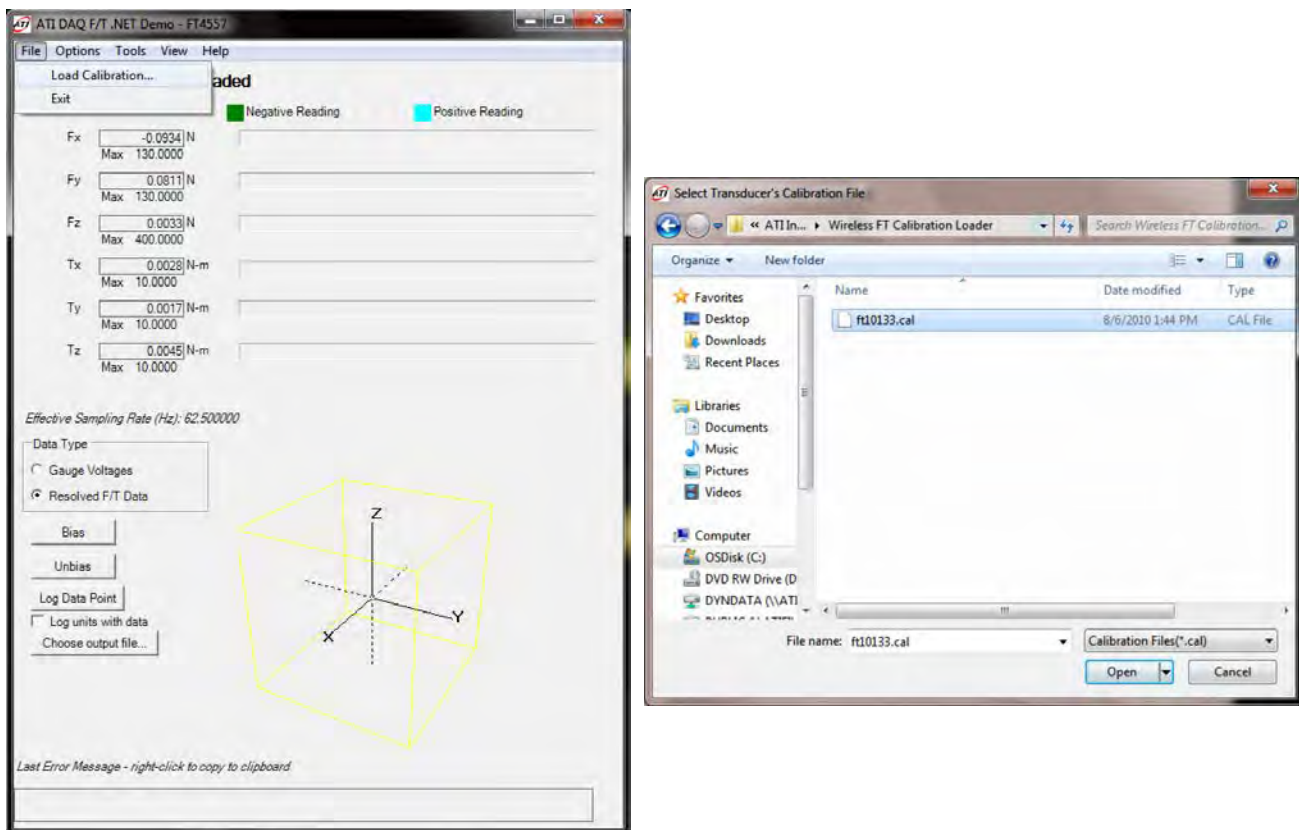 ATI DAQ F/T .NET Demo - FT4557
File Options Tools View Help
Load Calibration...
Exit
aded
Negative Reading Positive Reading
Fx -0.0934 N
Max 130.0000
Fy 0.0811 N
Max 130.0000
Fz 0.0033 N
Max 400.0000
Tx 0.0028 N-m
Max 10.0000
Ty 0.0017 N-m
Max 10.0000
Tz 0.0045 N-m
Max 10.0000
Effective Sampling Rate (Hz): 62.500000
Data Type
Gauge Voltages
Resolved F/T Data
Bias
Unbias
Log Data Point
Log units with data
Choose output file...
Z
Y
X
Last Error Message - right-click to copy to clipboard
ATI Select Transducer's Calibration File
« ATI In... Wireless FT Calibration Loader Search Wireless FT Calibration...
Organize New folder
Name Date modified Type
ft10133.cal 8/6/2010 1:44 PM CAL File
Favorites
Desktop
Downloads
Recent Places
Libraries
Documents
Music
Pictures
Videos
Computer
OSDisk (C:)
DVD RW Drive (D
DYNDATA (\\ATI
File name: ft10133.cal Calibration Files(*.cal)
Open Cancel